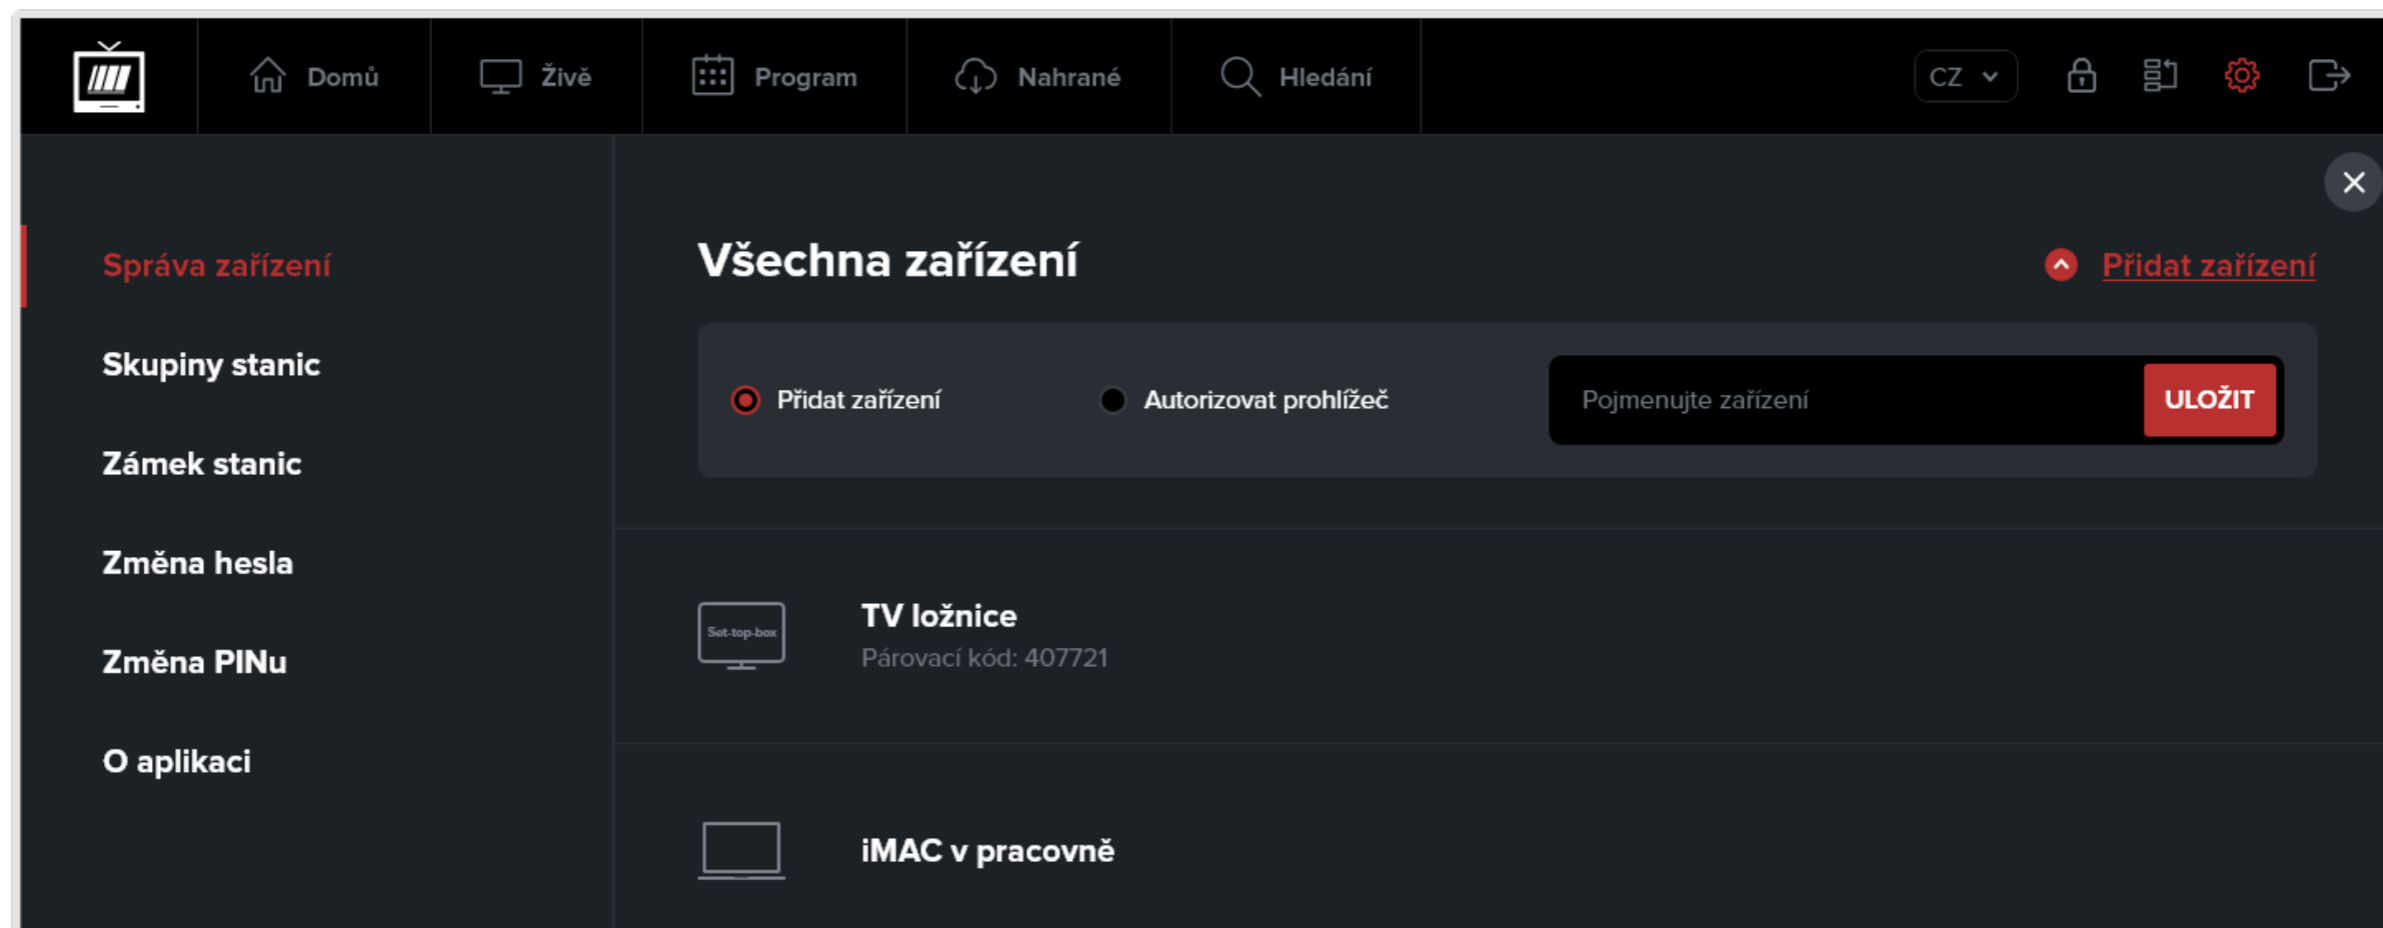 Domů
Živě
Program
Nahrané
Hledání
CZ
Správa zařízení
Skupiny stanic
Zámek stanic
Změna hesla
Změna PINu
O aplikaci
Všechna zařízení
Přidat zařízení
Přidat zařízení
Autorizovat prohlížeč
Pojmenujte zařízení
ULOŽIT
Set-top-box
TV ložnice
Párovací kód: 407721
iMAC v pracovně